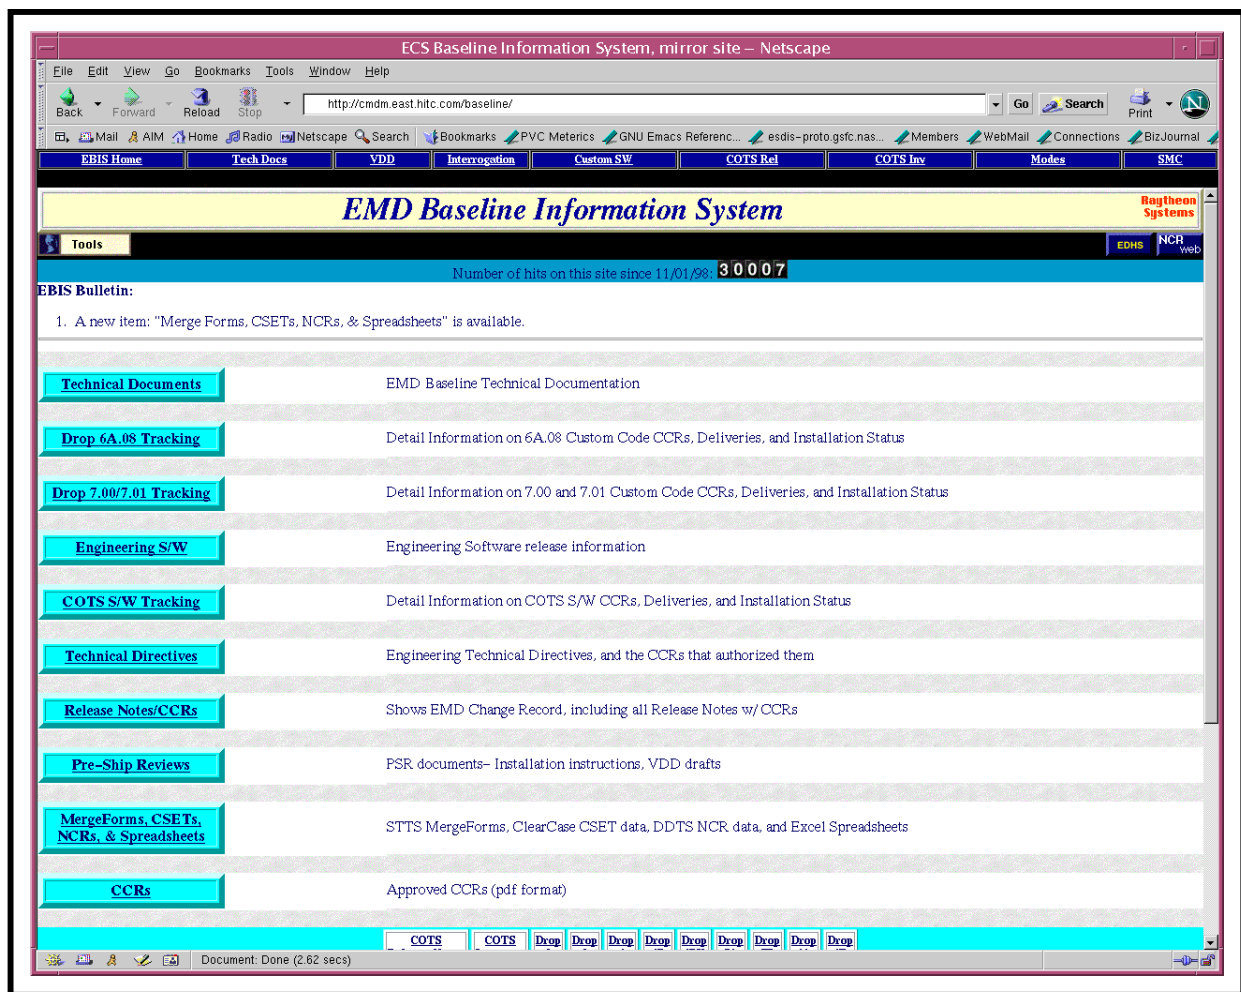 ECS Baseline Information System, mirror site – Netscape
File Edit View Go Bookmarks Tools Window Help
Back Forward Reload Stop http://cmdm.east.hitc.com/baseline/ Go Search Print N
Mail AIM Home Radio Netscape Search Bookmarks PVC Meterics GNU Emacs Referenc... esdis-proto.gsfc.nas... Members WebMail Connections BizJournal
EBIS Home Tech Docs VDD Interrogation Custom SW COTS Rel COTS Inv Modes SMC
EMD Baseline Information System Raytheon Systems
Tools EDHS NCR web
Number of hits on this site since 11/01/98: 30007
EBIS Bulletin:
1. A new item: "Merge Forms, CSETs, NCRs, & Spreadsheets" is available.
Technical Documents EMD Baseline Technical Documentation
Drop 6A.08 Tracking Detail Information on 6A.08 Custom Code CCRs, Deliveries, and Installation Status
Drop 7.00/7.01 Tracking Detail Information on 7.00 and 7.01 Custom Code CCRs, Deliveries, and Installation Status
Engineering S/W Engineering Software release information
COTS S/W Tracking Detail Information on COTS S/W CCRs, Deliveries, and Installation Status
Technical Directives Engineering Technical Directives, and the CCRs that authorized them
Release Notes/CCRs Shows EMD Change Record, including all Release Notes w/ CCRs
Pre–Ship Reviews PSR documents– Installation instructions, VDD drafts
MergeForms, CSETs,
NCRs, & Spreadsheets STTS MergeForms, ClearCase CSET data, DDTS NCR data, and Excel Spreadsheets
CCRs Approved CCRs (pdf format)
COTS COTS Drop Drop Drop Drop Drop Drop Drop Drop Drop
Document: Done (2.62 secs)